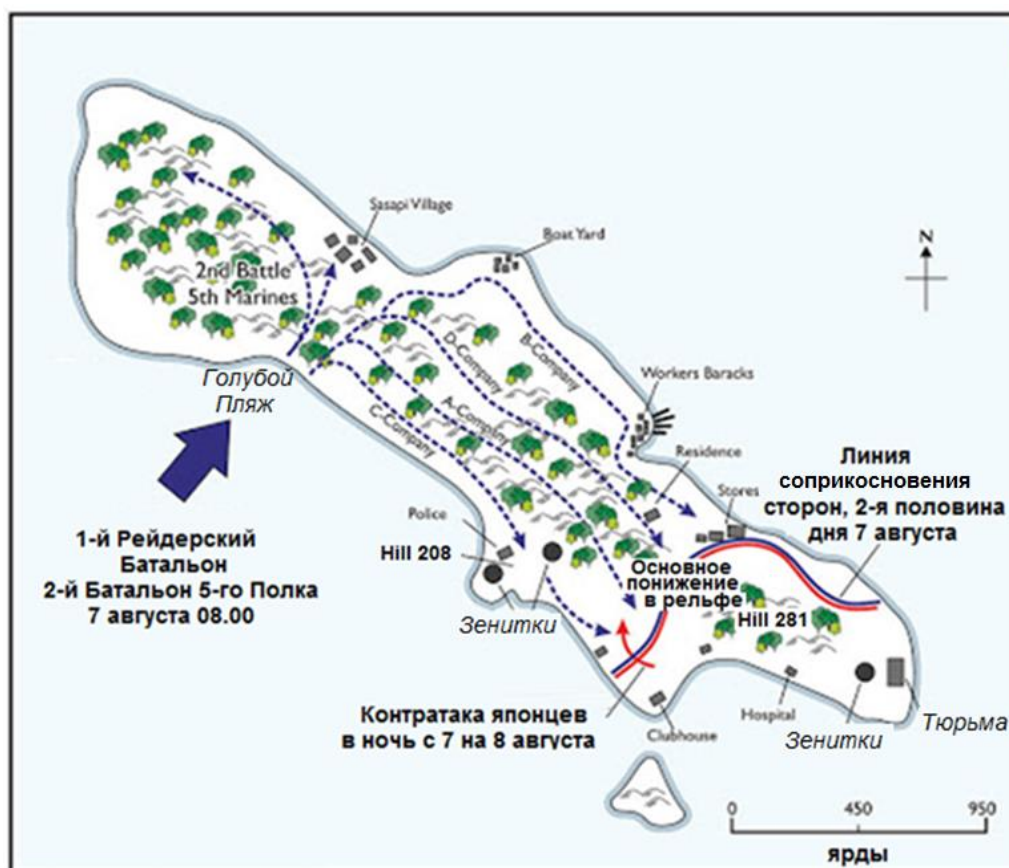 Sasapi Village
Boat Yard
N
2nd Battle
5th Marines
B-Company
D-Company
Workers Baracks
Голубой
Пляж
A-Company
C-Company
Residence
Линия
соприкосновения
сторон, 2-я половина
дня 7 августа
Stores
Police
1-й Рейдерский
Батальон
2-й Батальон 5-го Полка
7 августа 08.00
Hill 208
Основное
понижение
в рельфе
Hill 281
Зенитки
Контратака японцев
в ночь с 7 на 8 августа
Clubhouse
Hospital
Зенитки
Тюрьма
0 450 950
ярды